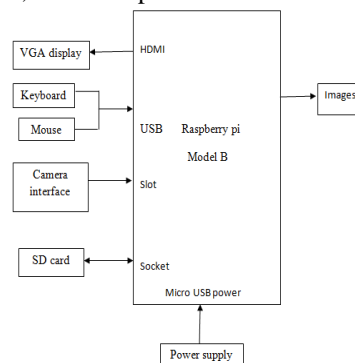 HDMI
VGA display
Keyboard
Images
USB Raspberry pi
Mouse
Model B
Camera
interface
Slot
SD card
Socket
Micro USB power
Power supply